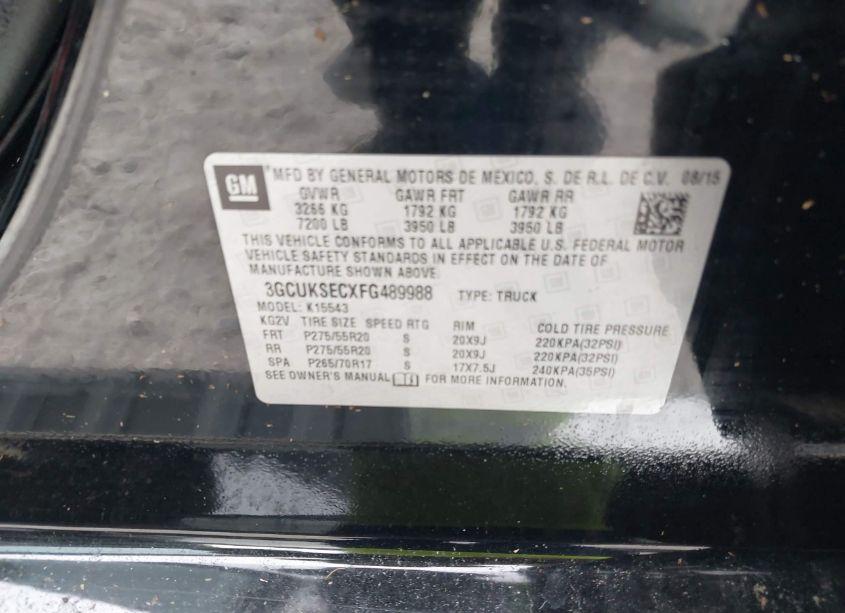 GM
MFD BY GENERAL MOTORS DE MEXICO, S. DE R.L. DE C.V. 08/15
GVWR GAWR FRT GAWR RR
3266 KG 1792 KG 1792 KG
7200 LB 3950 LB 3950 LB
THIS VEHICLE CONFORMS TO ALL APPLICABLE U.S. FEDERAL MOTOR
VEHICLE SAFETY STANDARDS IN EFFECT ON THE DATE OF
MANUFACTURE SHOWN ABOVE.
3GCUKSECXFG489988 TYPE: TRUCK
MODEL: K15543
KG2V TIRE SIZE SPEED RTG RIM COLD TIRE PRESSURE
FRT P275/55R20 S 20X9J 220KPA(32PSI)
RR P275/55R20 S 20X9J 220KPA(32PSI)
SPA P265/70R17 S 17X7.5J 240KPA(35PSI)
SEE OWNER'S MANUAL FOR MORE INFORMATION.